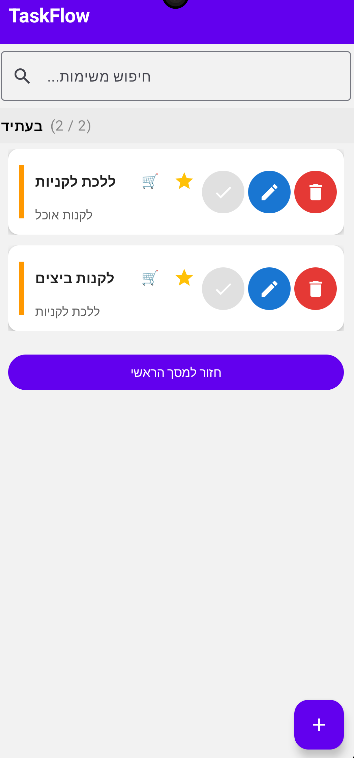 TaskFlow
חיפוש משימות...
בעתיד (2 / 2)
ללכת לקניות
לקנות אוכל
לקנות ביצים
ללכת לקניות
חזור למסך הראשי